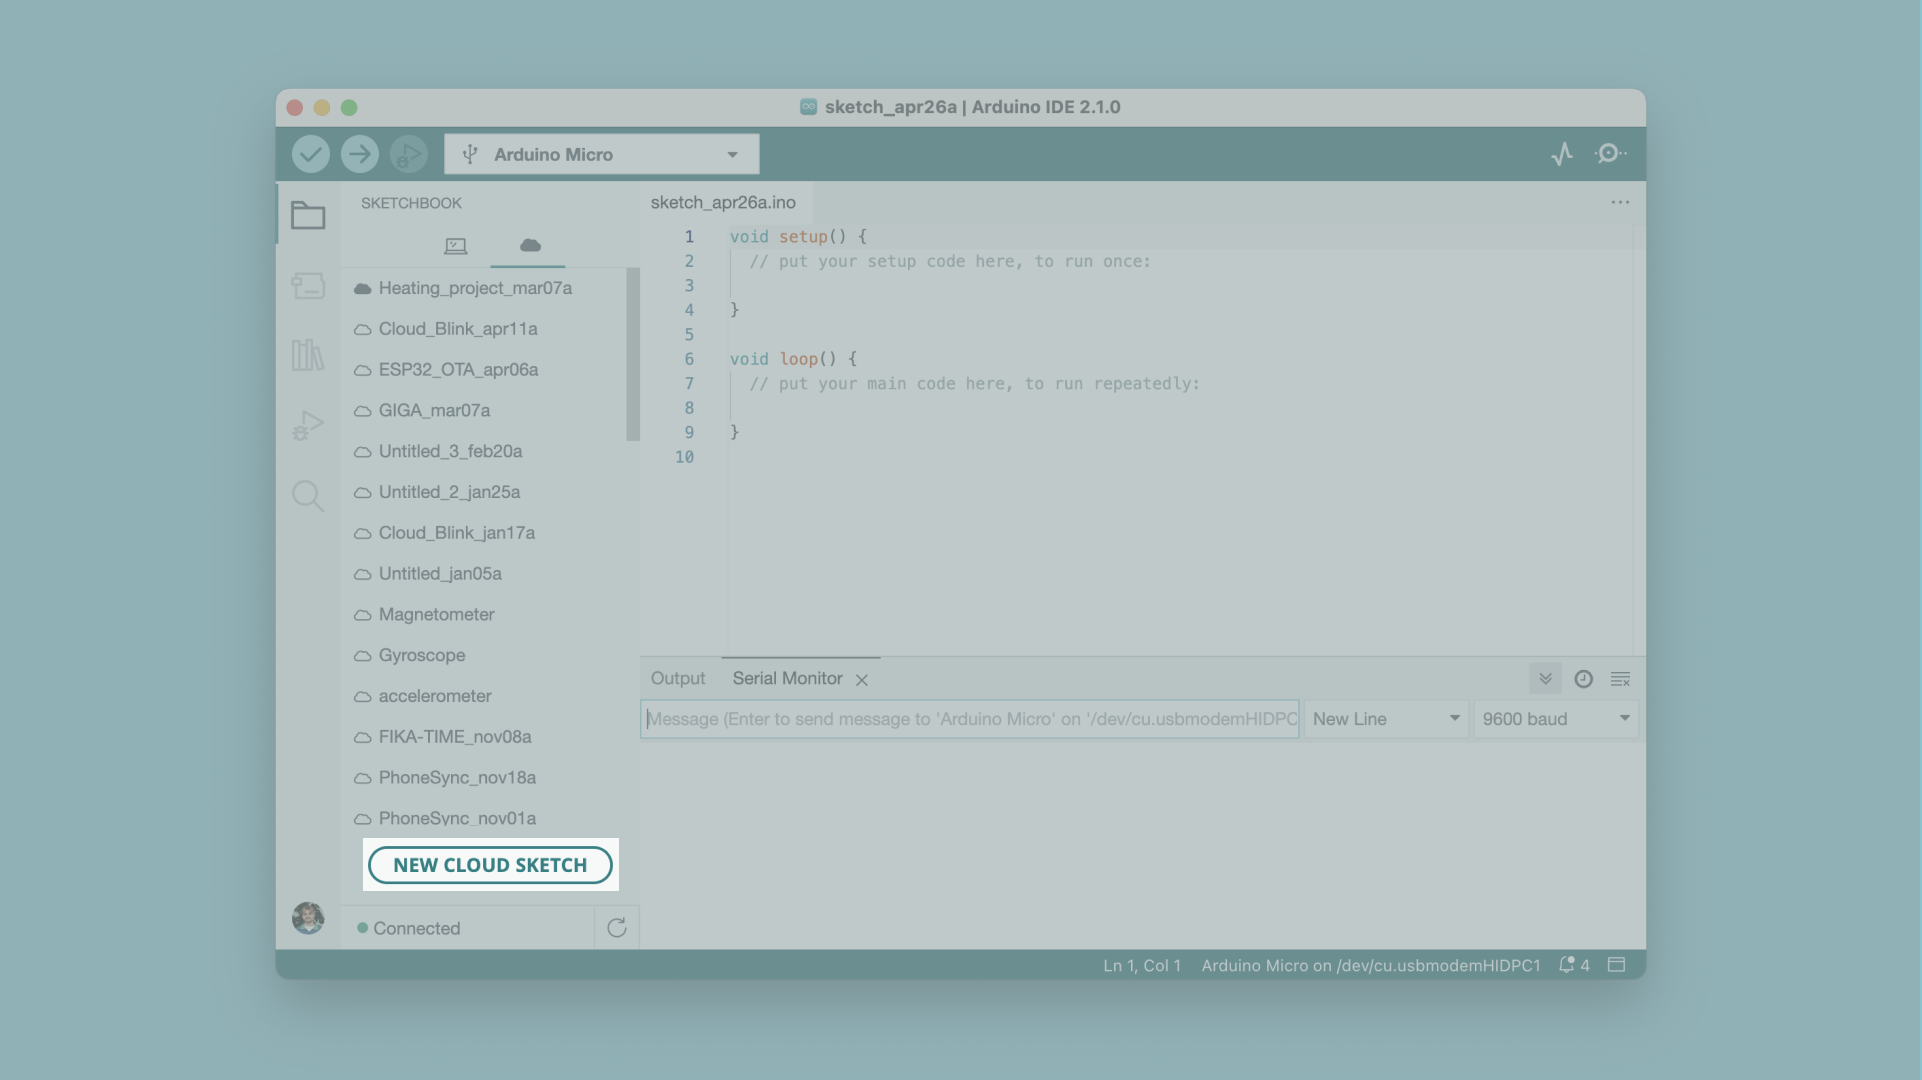 sketch_apr26a | Arduino IDE 2.1.0
Arduino Micro
SKETCHBOOK
Heating_project_mar07a
Cloud_Blink_apr11a
ESP32_OTA_apr06a
GIGA_mar07a
Untitled_3_feb20a
Untitled_2_jan25a
Cloud_Blink_jan17a
Untitled_jan05a
Magnetometer
Gyroscope
accelerometer
FIKA-TIME_nov08a
PhoneSync_nov18a
PhoneSync_nov01a
NEW CLOUD SKETCH
Connected
sketch_apr26a.ino
1 void setup() {
2 // put your setup code here, to run once:
3
4 }
5
6 void loop() {
7 // put your main code here, to run repeatedly:
8
9 }
10
Output Serial Monitor
Message (Enter to send message to 'Arduino Micro' on '/dev/cu.usbmodemHIDPC New Line 9600 baud
Ln 1, Col 1 Arduino Micro on /dev/cu.usbmodemHIDPC1 4